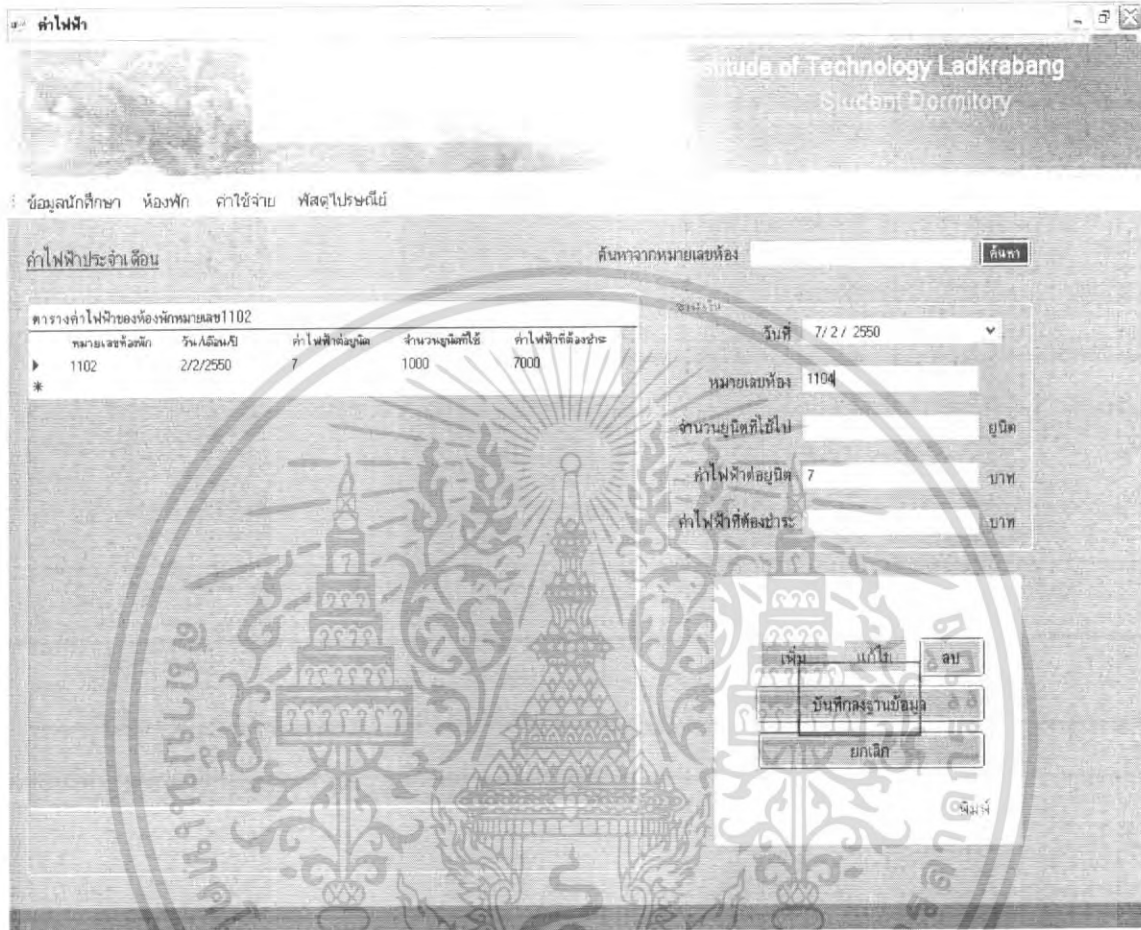 ค่าไฟฟ้า
of Technology Ladkrabang
Student Dormitory
ข้อมูลนักศึกษา ห้องพัก ค่าใช้จ่าย พัสดุไปรษณีย์
ค่าไฟฟ้าประจำเดือน
ค้นหาจากหมายเลขห้อง ค้นหา
ตารางค่าไฟฟ้าของห้องพักหมายเลข1102
หมายเลขห้องพัก วัน/เดือน/ปี ค่าไฟฟ้าต่อยูนิต จำนวนยูนิตที่ใช้ ค่าไฟฟ้าที่ต้องชำระ
1102 2/2/2550 7 1000 7000
วันที่ 7/ 2 / 2550
หมายเลขห้อง 1104
จำนวนยูนิตที่ใช้ไป ยูนิต
ค่าไฟฟ้าต่อยูนิต 7 บาท
ค่าไฟฟ้าที่ต้องชำระ บาท
เพิ่ม แก้ไข ลบ
บันทึกลงฐานข้อมูล
ยกเลิก
พิมพ์